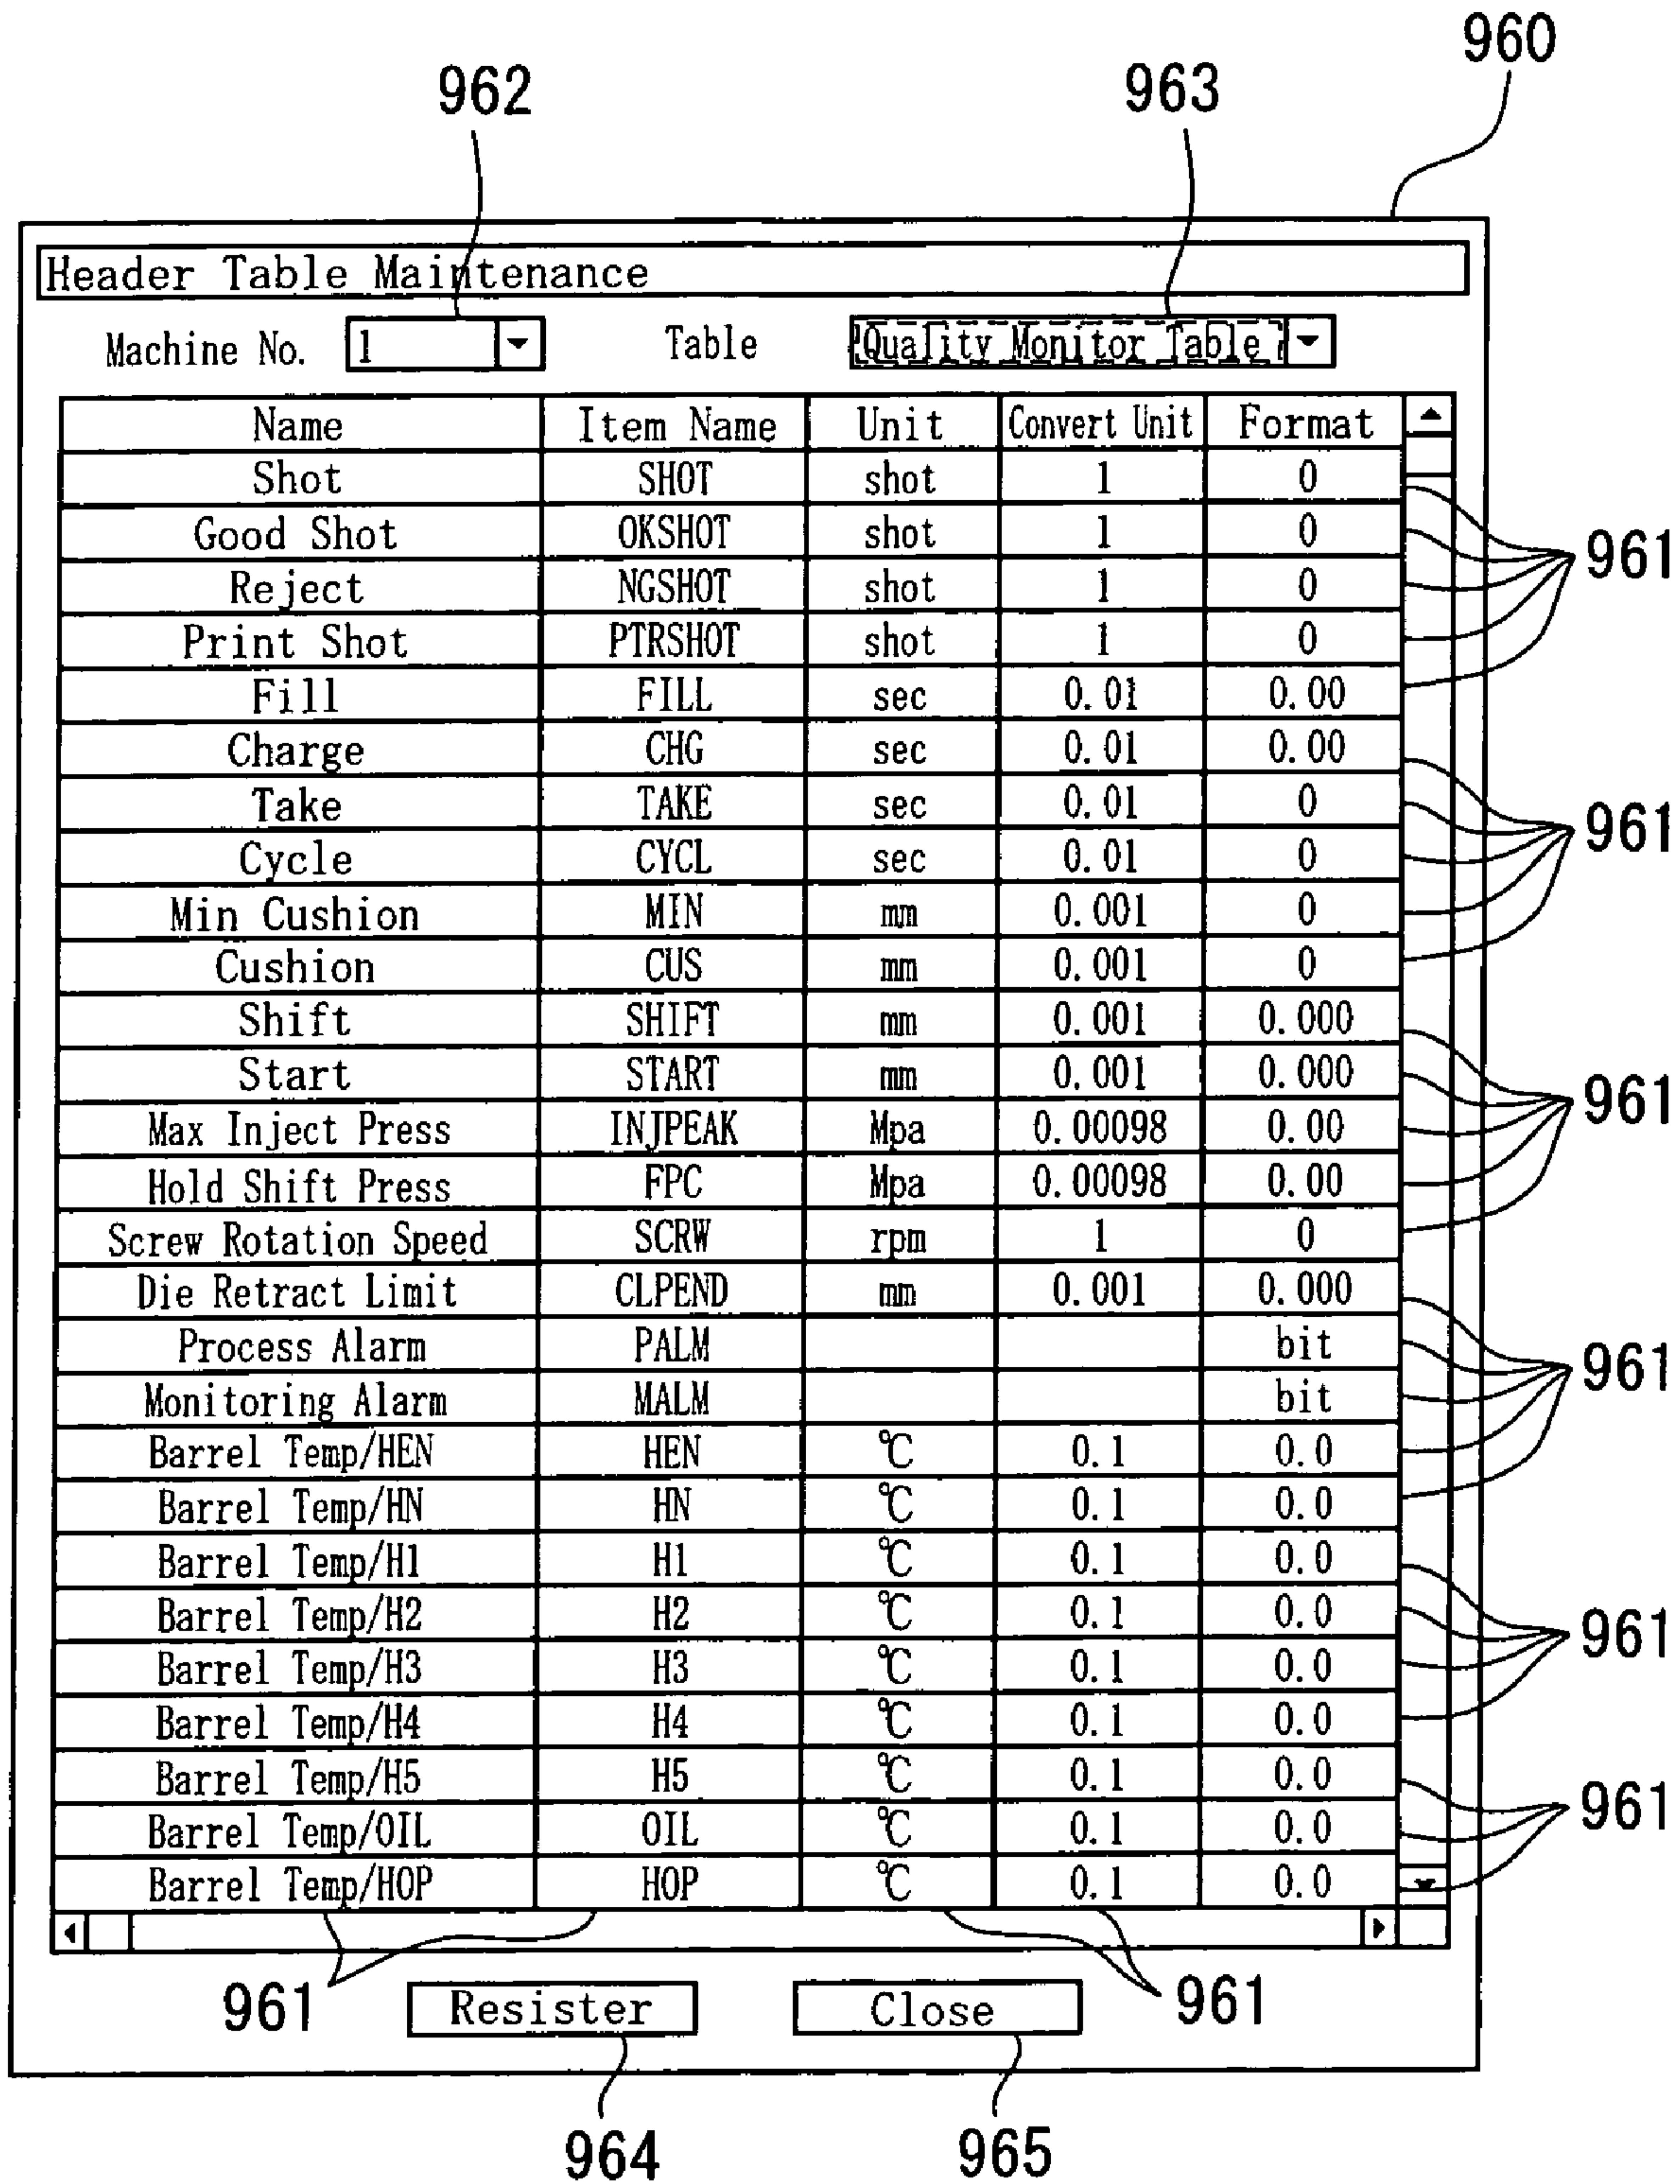 960
962
963
Header Table Maintenance
Machine No. 1 Table Quality Monitor Table
Name Item Name Unit Convert Unit Format
Shot SHOT shot 1 0
Good Shot OKSHOT shot 1 0
961
Reject NGSHOT shot 1 0
Print Shot PTRSHOT shot 1 0
Fill FILL sec 0.01 0.00
Charge CHG sec 0.01 0.00
Take TAKE sec 0.01 0
961
Cycle CYCL sec 0.01 0
Min Cushion MIN mm 0.001 0
Cushion CUS mm 0.001 0
Shift SHIFT mm 0.001 0.000
Start START mm 0.001 0.000
961
Max Inject Press INJPEAK Mpa 0.00098 0.00
Hold Shift Press FPC Mpa 0.00098 0.00
Screw Rotation Speed SCRW rpm 1 0
Die Retract Limit CLPEND mm 0.001 0.000
Process Alarm PALM bit
961
Monitoring Alarm MALM bit
Barrel Temp/HEN HEN ℃ 0.1 0.0
Barrel Temp/HN HN ℃ 0.1 0.0
Barrel Temp/H1 H1 ℃ 0.1 0.0
Barrel Temp/H2 H2 ℃ 0.1 0.0
961
Barrel Temp/H3 H3 ℃ 0.1 0.0
Barrel Temp/H4 H4 ℃ 0.1 0.0
Barrel Temp/H5 H5 ℃ 0.1 0.0
961
Barrel Temp/OIL OIL ℃ 0.1 0.0
Barrel Temp/HOP HOP ℃ 0.1 0.0
961 Resister Close 961
964 965